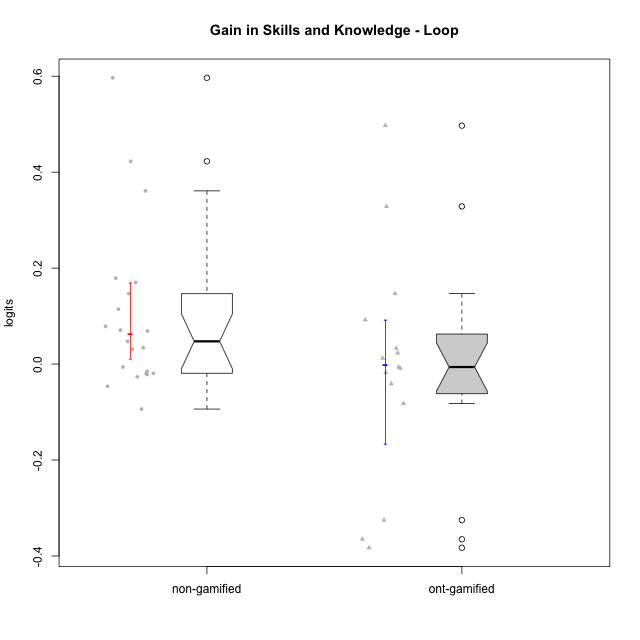 Gain in Skills and Knowledge - Loop
logits
0.6
0.4
0.2
0.0
-0.2
-0.4
non-gamified
ont-gamified